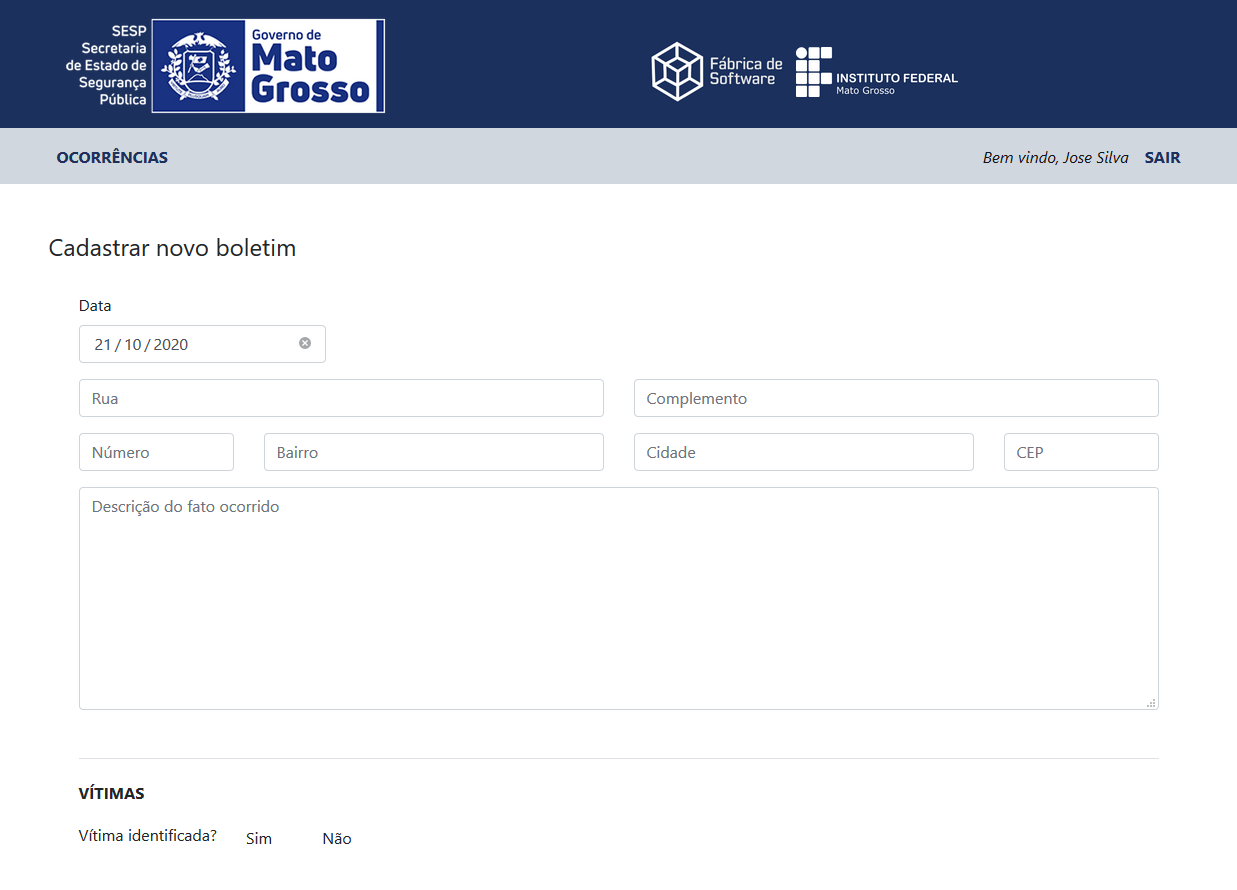 SESP
Secretaria
de Estado de
Segurança
Pública
Governo de
Mato
Grosso
Fábrica de
Software
INSTITUTO FEDERAL
Mato Grosso
OCORRÊNCIAS
Bem vindo, Jose Silva SAIR
Cadastrar novo boletim
Data
21 / 10 / 2020
Rua
Complemento
Número
Bairro
Cidade
CEP
Descrição do fato ocorrido
VÍTIMAS
Vítima identificada? Sim Não